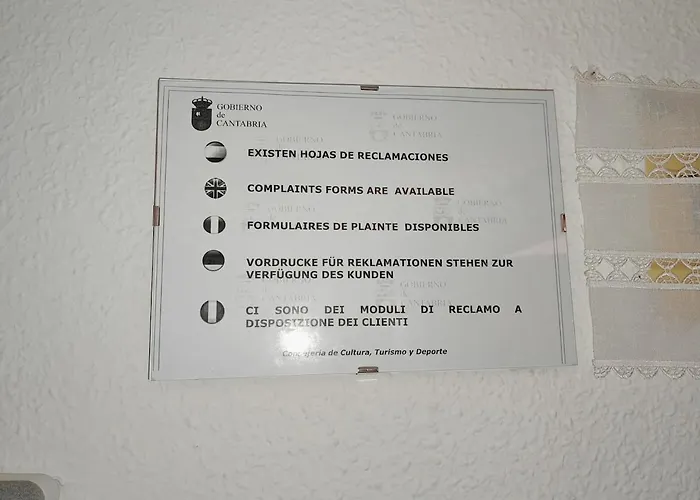 GOBIERNO
de
CANTABRIA
EXISTEN HOJAS DE RECLAMACIONES
COMPLAINTS FORMS ARE AVAILABLE
FORMULAIRES DE PLAINTE DISPONIBLES
VORDRUCKE FÜR REKLAMATIONEN STEHEN ZUR
VERFÜGUNG DES KUNDEN
CI SONO DEI MODULI DI RECLAMO A
DISPOSIZIONE DEI CLIENTI
Consejería de Cultura, Turismo y Deporte